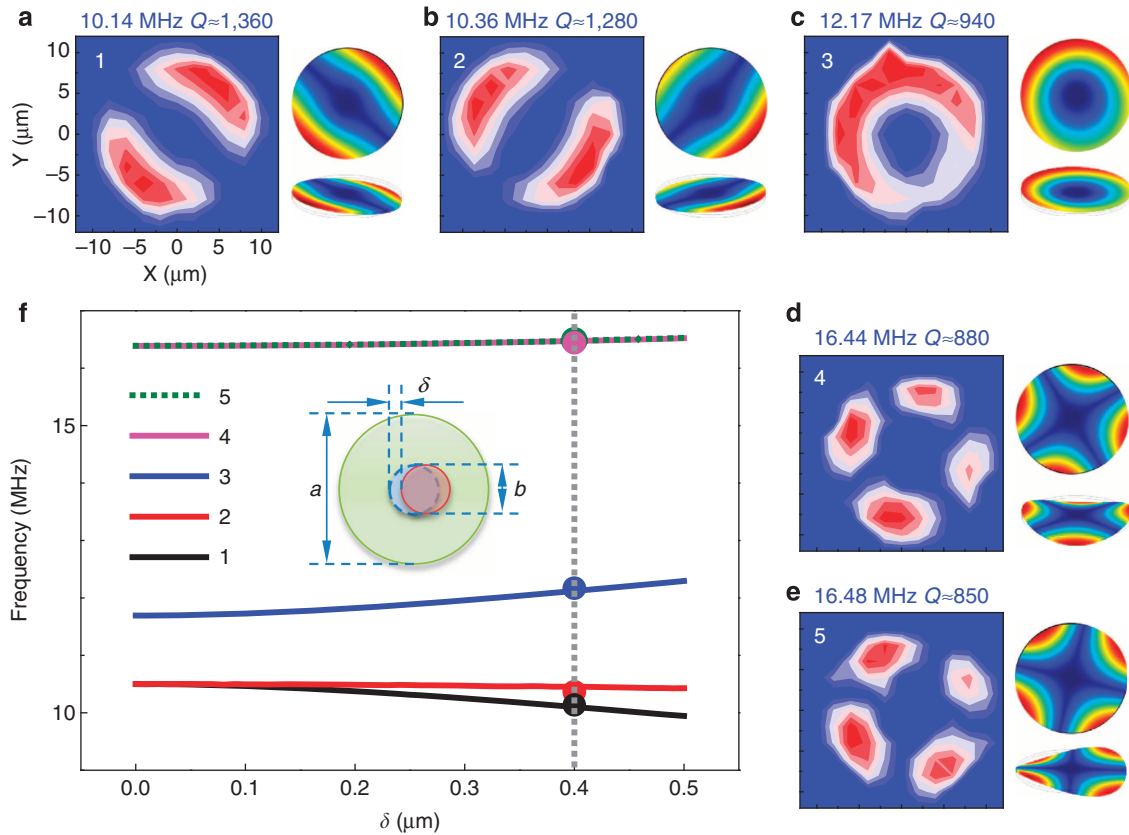 a
10.14 MHz Q≈1,360
1
10
5
0
−5
−10
Y (μm)
−10 −5 0 5 10
X (μm)
b
10.36 MHz Q≈1,280
2
c
12.17 MHz Q≈940
3
d
16.44 MHz Q≈880
4
e
16.48 MHz Q≈850
5
f
15
10
Frequency (MHz)
5
4
3
2
1
δ
a
b
0.0 0.1 0.2 0.3 0.4 0.5
δ (μm)